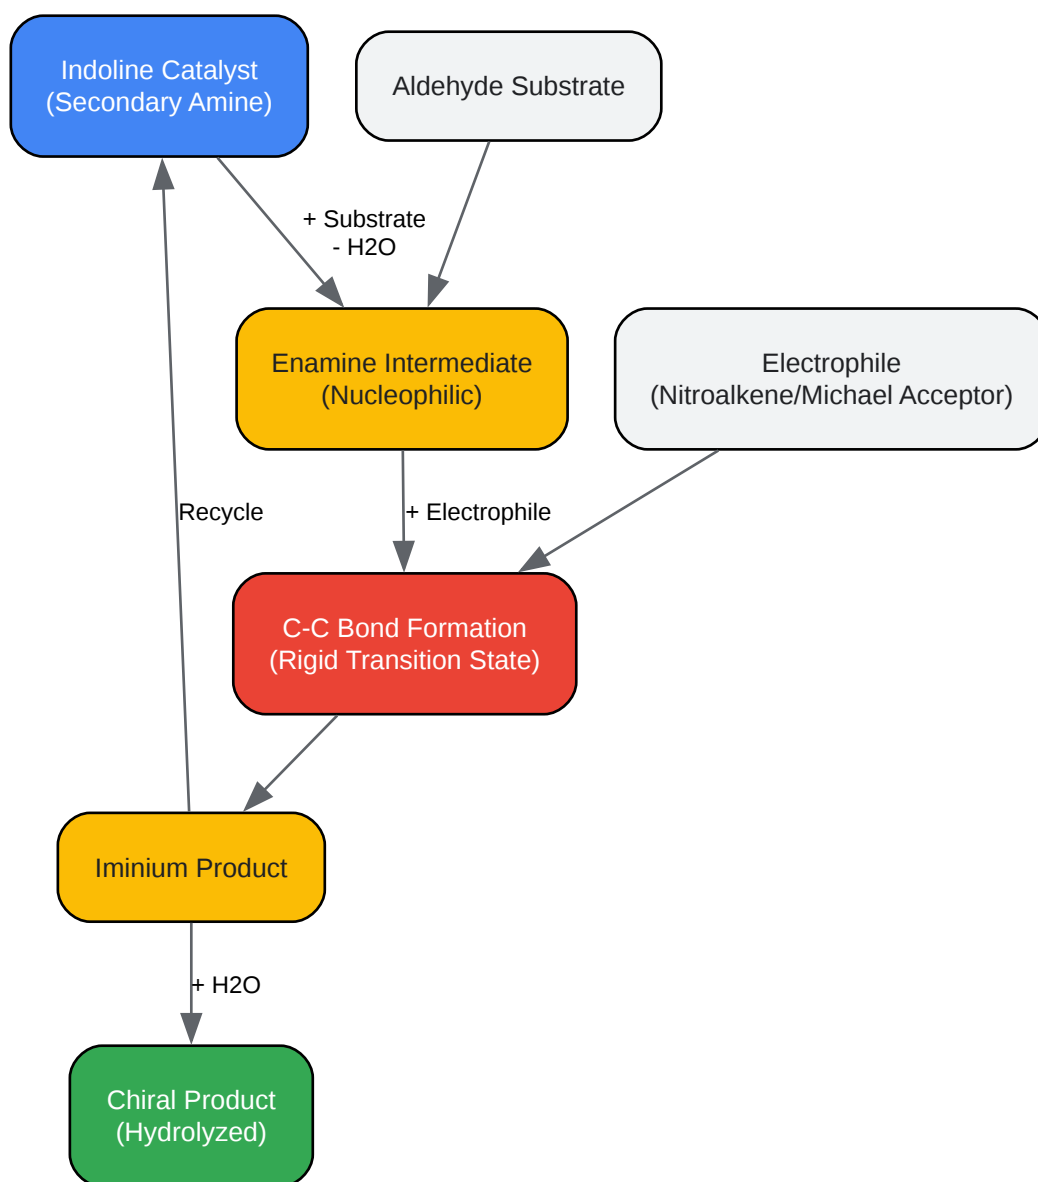 Indoline Catalyst
(Secondary Amine)
Aldehyde Substrate
+ Substrate
- H2O
Enamine Intermediate
(Nucleophilic)
Electrophile
(Nitroalkene/Michael Acceptor)
Recycle
+ Electrophile
C-C Bond Formation
(Rigid Transition State)
Iminium Product
+ H2O
Chiral Product
(Hydrolyzed)